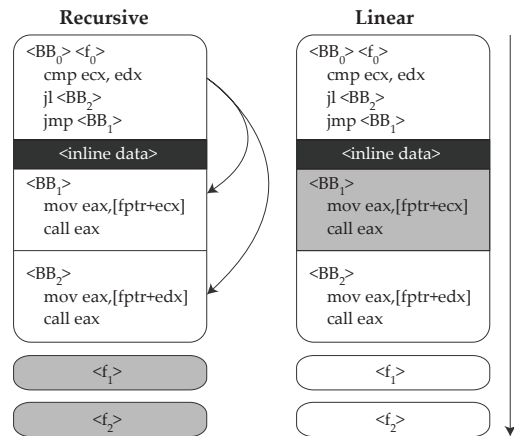 Recursive
<BB0> <f0>
cmp ecx, edx
jl <BB2>
jmp <BB1>
<inline data>
<BB1>
mov eax,[fptr+ecx]
call eax
<BB2>
mov eax,[fptr+edx]
call eax
<f1>
<f2>
Linear
<BB0> <f0>
cmp ecx, edx
jl <BB2>
jmp <BB1>
<inline data>
<BB1>
mov eax,[fptr+ecx]
call eax
<BB2>
mov eax,[fptr+edx]
call eax
<f1>
<f2>